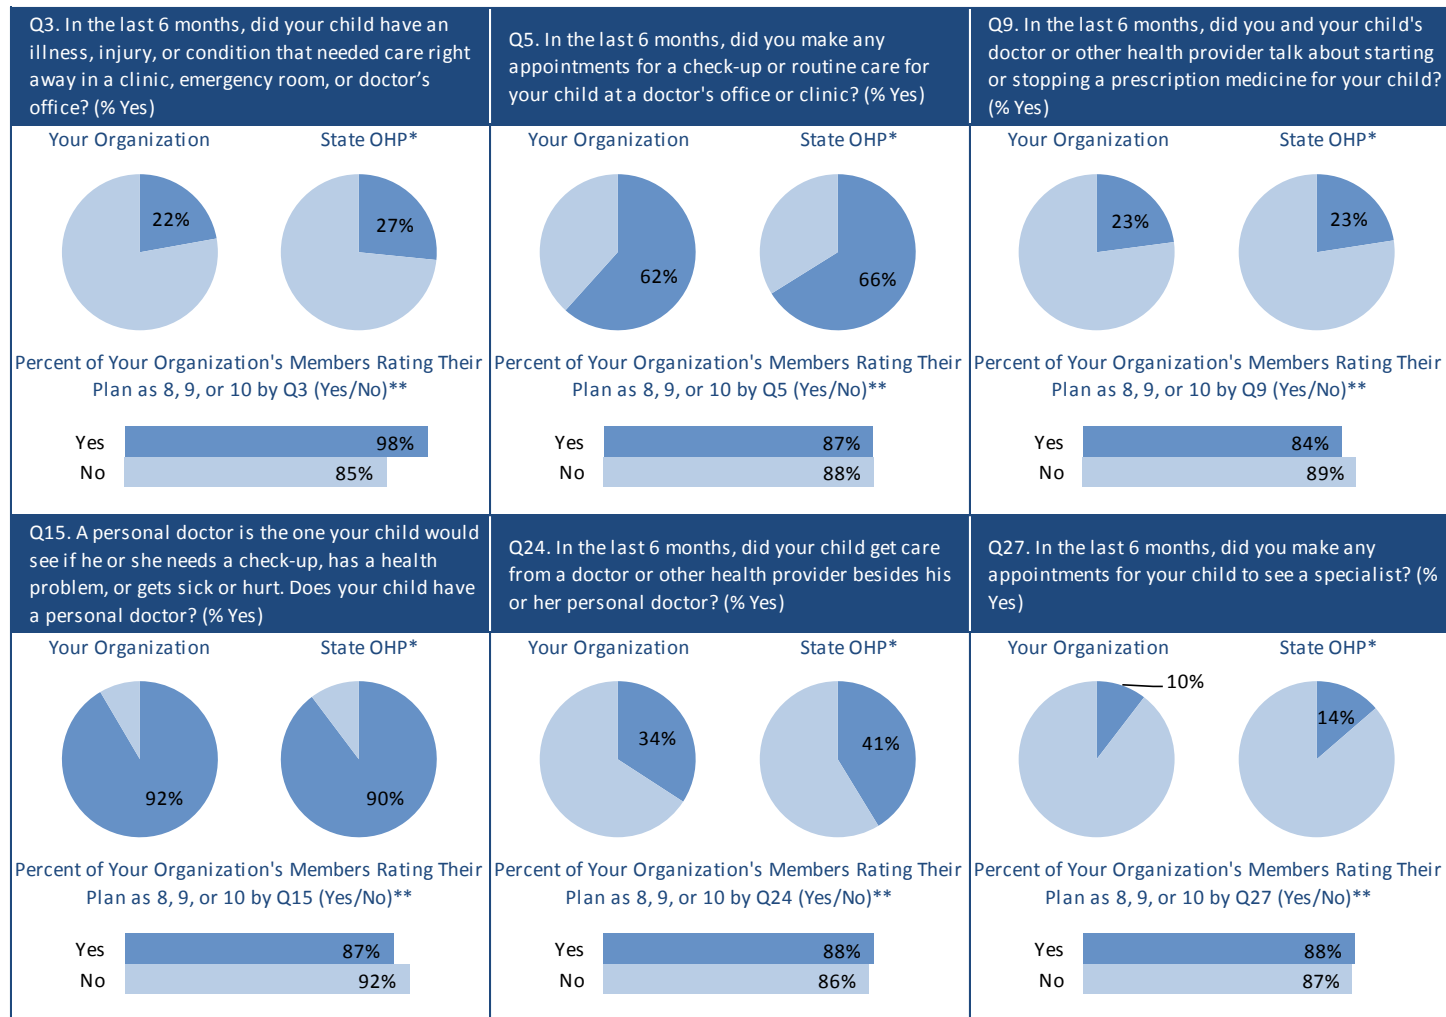 Q3. In the last 6 months, did your child have an
illness, injury, or condition that needed care right
away in a clinic, emergency room, or doctor’s
office? (% Yes)
Your Organization
State OHP*
22%
27%
Percent of Your Organization's Members Rating Their
Plan as 8, 9, or 10 by Q3 (Yes/No)**
Yes
98%
No
85%
Q5. In the last 6 months, did you make any
appointments for a check-up or routine care for
your child at a doctor's office or clinic? (% Yes)
Your Organization
State OHP*
62%
66%
Percent of Your Organization's Members Rating Their
Plan as 8, 9, or 10 by Q5 (Yes/No)**
Yes
87%
No
88%
Q9. In the last 6 months, did you and your child's
doctor or other health provider talk about starting
or stopping a prescription medicine for your child?
(% Yes)
Your Organization
State OHP*
23%
23%
Percent of Your Organization's Members Rating Their
Plan as 8, 9, or 10 by Q9 (Yes/No)**
Yes
84%
No
89%
Q15. A personal doctor is the one your child would
see if he or she needs a check-up, has a health
problem, or gets sick or hurt. Does your child have
a personal doctor? (% Yes)
Your Organization
State OHP*
92%
90%
Percent of Your Organization's Members Rating Their
Plan as 8, 9, or 10 by Q15 (Yes/No)**
Yes
87%
No
92%
Q24. In the last 6 months, did your child get care
from a doctor or other health provider besides his
or her personal doctor? (% Yes)
Your Organization
State OHP*
34%
41%
Percent of Your Organization's Members Rating Their
Plan as 8, 9, or 10 by Q24 (Yes/No)**
Yes
88%
No
86%
Q27. In the last 6 months, did you make any
appointments for your child to see a specialist? (%
Yes)
Your Organization
State OHP*
10%
14%
Percent of Your Organization's Members Rating Their
Plan as 8, 9, or 10 by Q27 (Yes/No)**
Yes
88%
No
87%